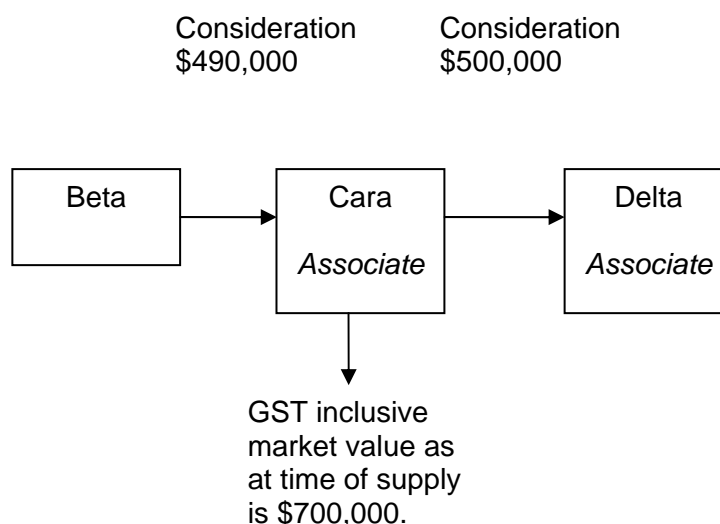 Consideration
$490,000
Consideration
$500,000
Beta
Cara
Associate
Delta
Associate
GST inclusive
market value as
at time of supply
is $700,000.